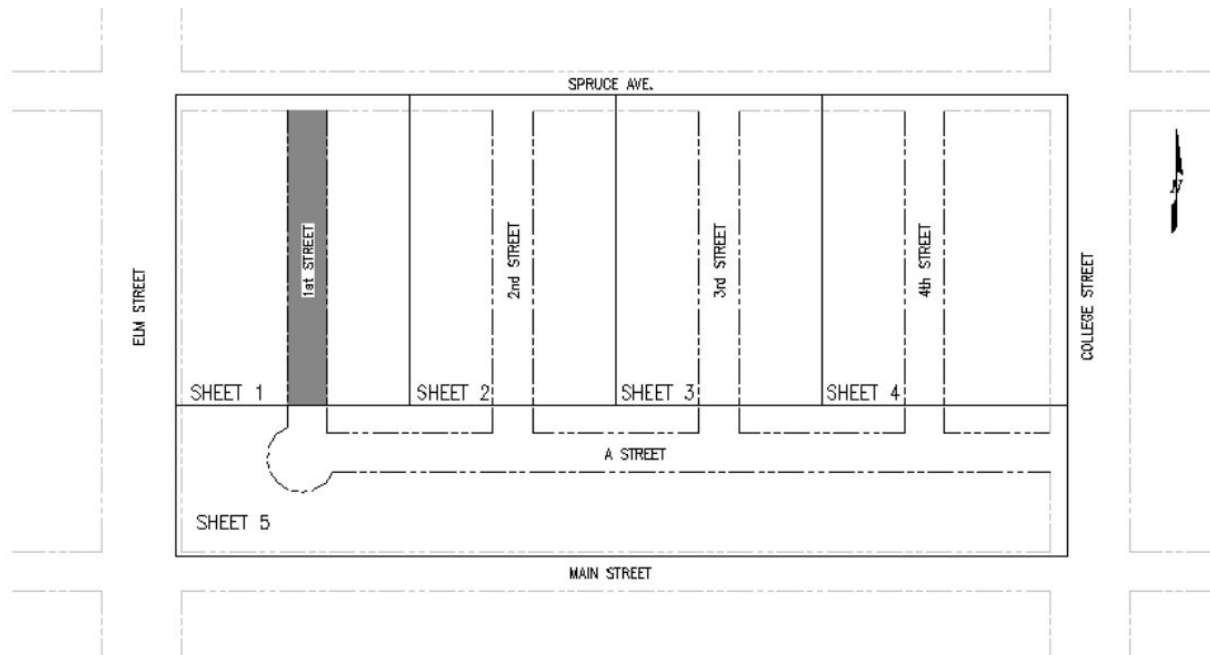 SPRUCE AVE.
ELM STREET
1st STREET
2nd STREET
3rd STREET
4th STREET
COLLEGE STREET
N
SHEET 1
SHEET 2
SHEET 3
SHEET 4
A STREET
SHEET 5
MAIN STREET